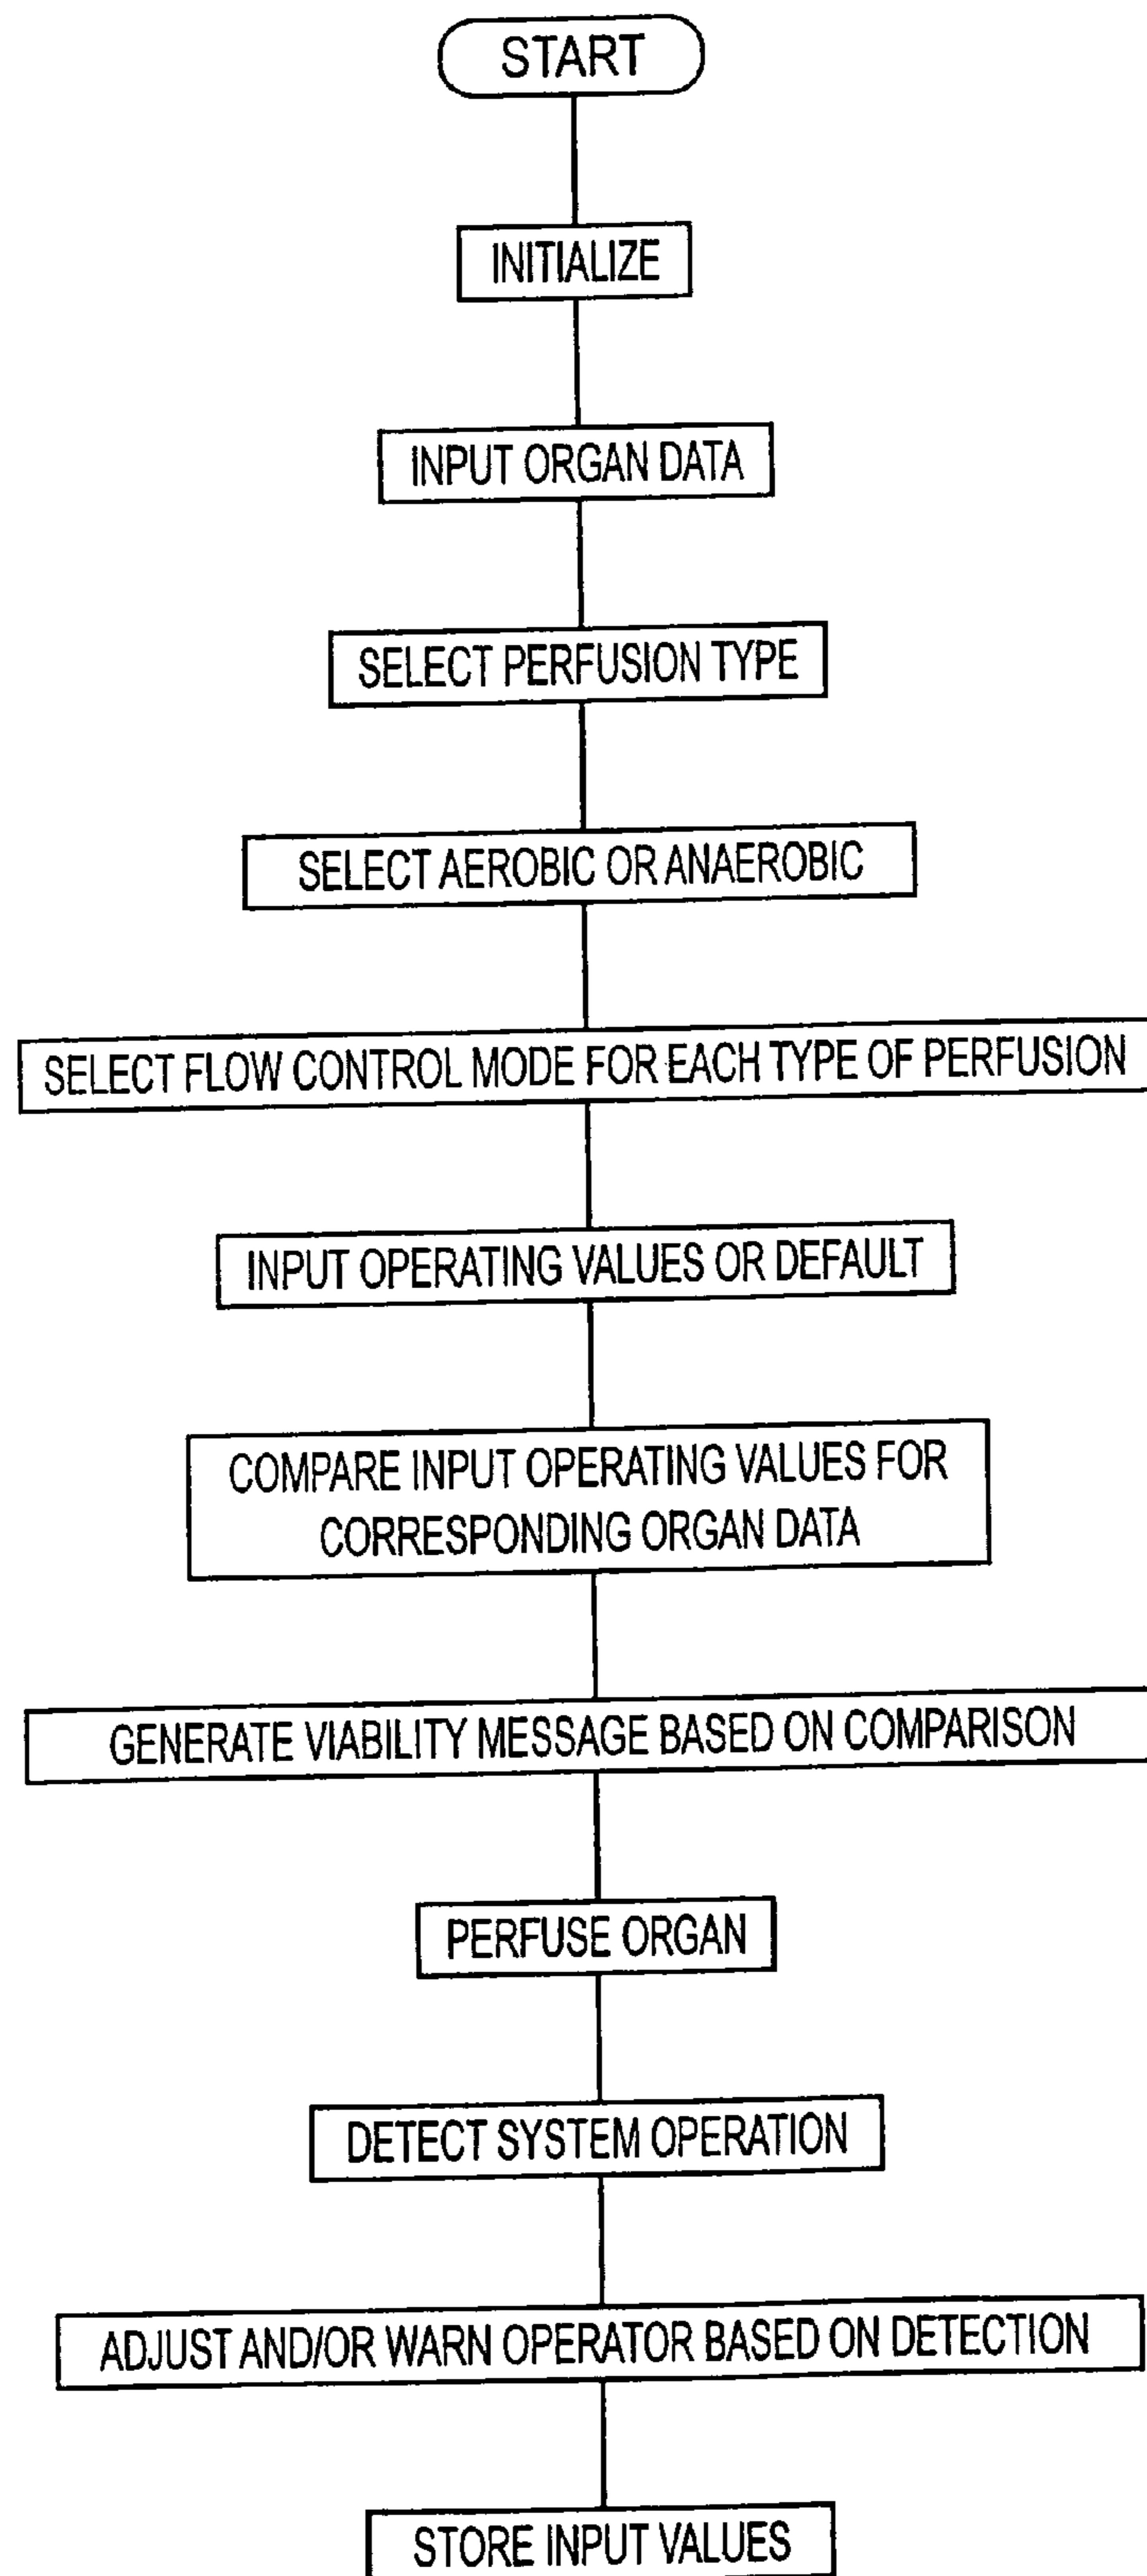 START
INITIALIZE
INPUT ORGAN DATA
SELECT PERFUSION TYPE
SELECT AEROBIC OR ANAEROBIC
SELECT FLOW CONTROL MODE FOR EACH TYPE OF PERFUSION
INPUT OPERATING VALUES OR DEFAULT
COMPARE INPUT OPERATING VALUES FOR
CORRESPONDING ORGAN DATA
GENERATE VIABILITY MESSAGE BASED ON COMPARISON
PERFUSE ORGAN
DETECT SYSTEM OPERATION
ADJUST AND/OR WARN OPERATOR BASED ON DETECTION
STORE INPUT VALUES